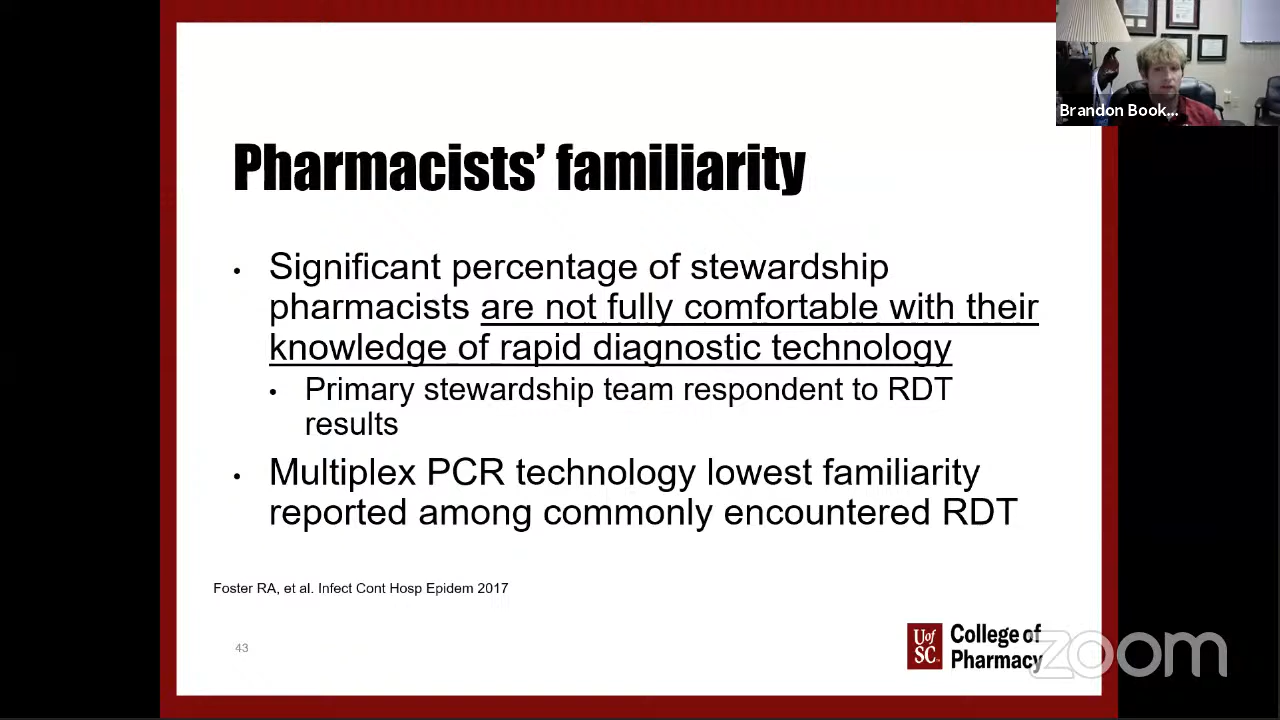 Brandon Book...
Pharmacists' familiarity
• Significant percentage of stewardship
pharmacists are not fully comfortable with their
knowledge of rapid diagnostic technology
• Primary stewardship team respondent to RDT
results
• Multiplex PCR technology lowest familiarity
reported among commonly encountered RDT
Foster RA, et al. Infect Cont Hosp Epidem 2017
43
UofSC
College of
Pharmacy
zoom